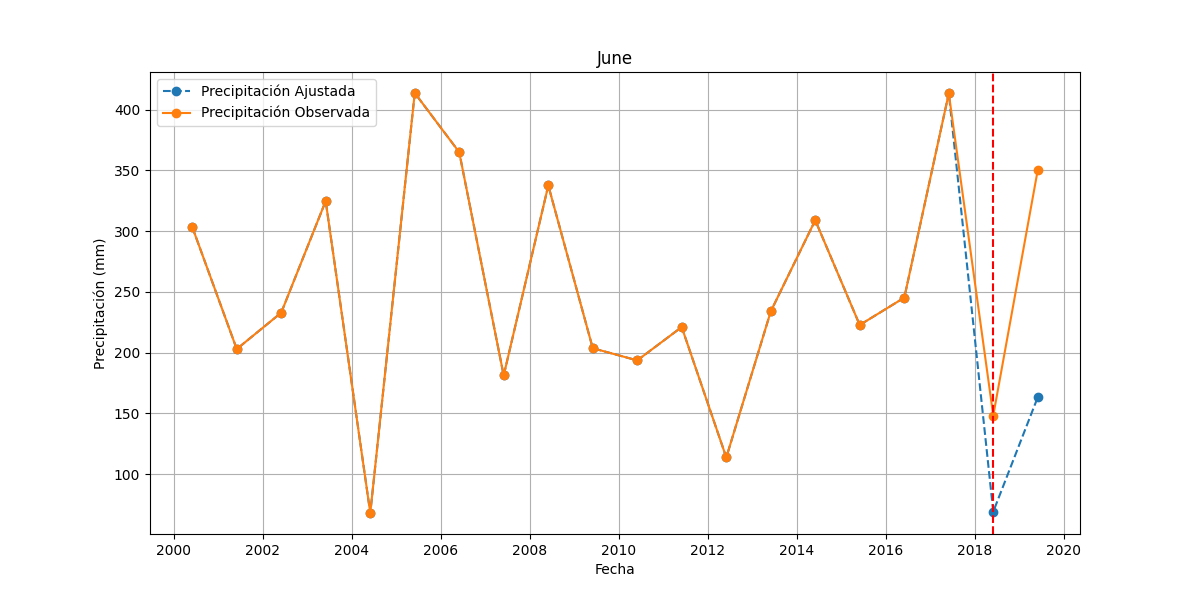 June
Precipitación Ajustada
Precipitación Observada
Precipitación (mm)
400
350
300
250
200
150
100
2000 2002 2004 2006 2008 2010 2012 2014 2016 2018 2020
Fecha